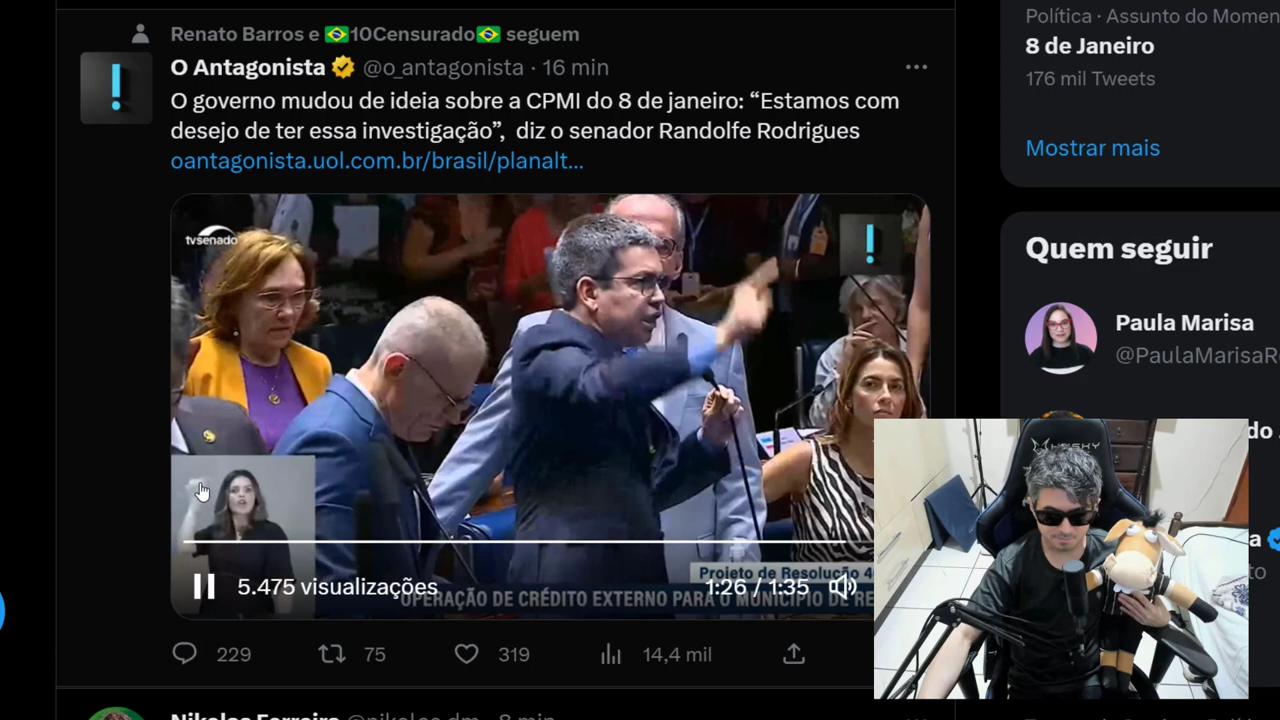 Renato Barros e 🇧🇷10Censurado🇧🇷 seguem
O Antagonista @o_antagonista · 16 min
O governo mudou de ideia sobre a CPMI do 8 de janeiro: “Estamos com
desejo de ter essa investigação”, diz o senador Randolfe Rodrigues
oantagonista.uol.com.br/brasil/planalt...
tvsenado
Projeto de Resolução
OPERAÇÃO DE CRÉDITO EXTERNO PARA O MUNICÍPIO DE
5.475 visualizações
1:26 / 1:35
229
75
319
14,4 mil
Nikolas Ferreira @nikolas_dm · 8 min
Política · Assunto do Momen
8 de Janeiro
176 mil Tweets
Mostrar mais
Quem seguir
Paula Marisa
@PaulaMarisaR
do
a
to
HUSKY